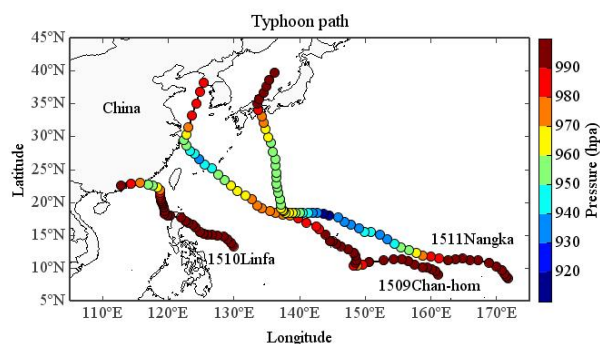 Typhoon path
45°N
40°N
35°N
30°N
25°N
20°N
15°N
10°N
5°N
Latitude
China
1510Linfa
1511Nangka
1509Chan-hom
110°E 120°E 130°E 140°E 150°E 160°E 170°E
Longitude
990
980
970
960
950
940
930
920
Pressure (hpa)